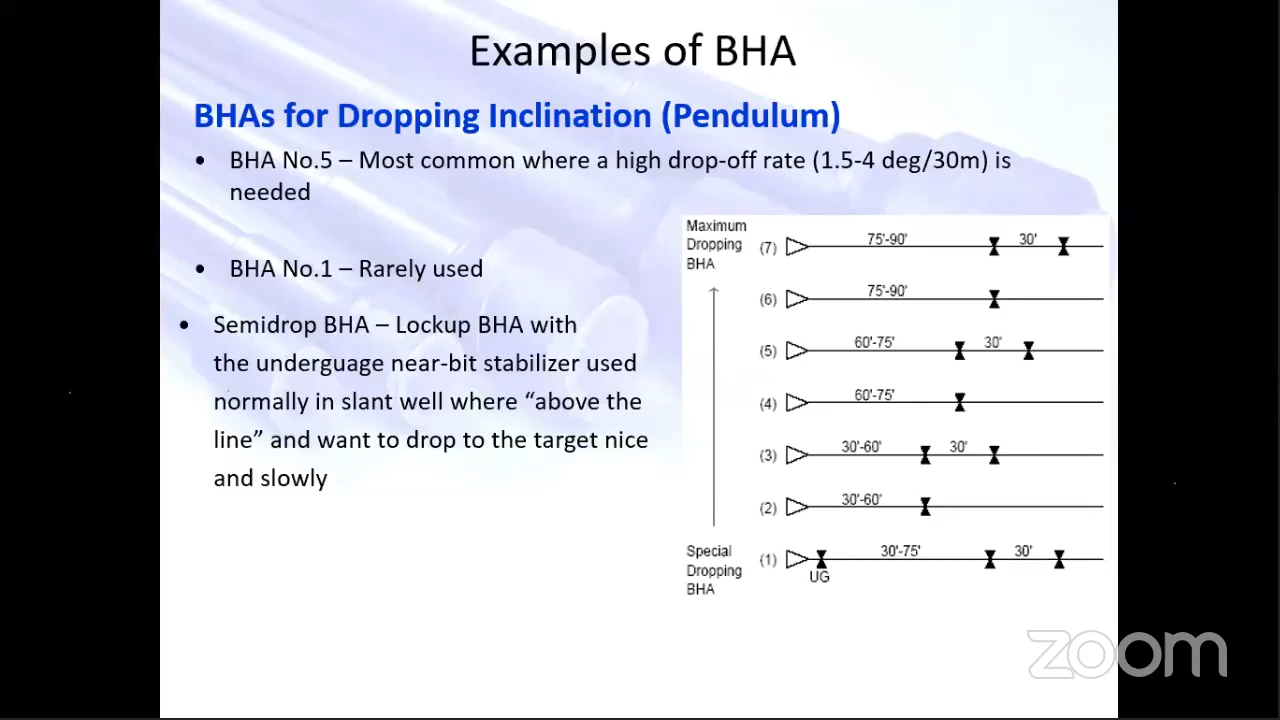 Examples of BHA
BHAs for Dropping Inclination (Pendulum)
• BHA No.5 – Most common where a high drop-off rate (1.5-4 deg/30m) is
needed
• BHA No.1 – Rarely used
• Semidrop BHA – Lockup BHA with
the underguage near-bit stabilizer used
normally in slant well where “above the
line” and want to drop to the target nice
and slowly
Maximum
Dropping
BHA
(7) 75'-90' 30'
(6) 75'-90'
(5) 60'-75' 30'
(4) 60'-75'
(3) 30'-60' 30'
(2) 30'-60'
Special
Dropping
BHA
(1) 30'-75' 30'
UG
zoom